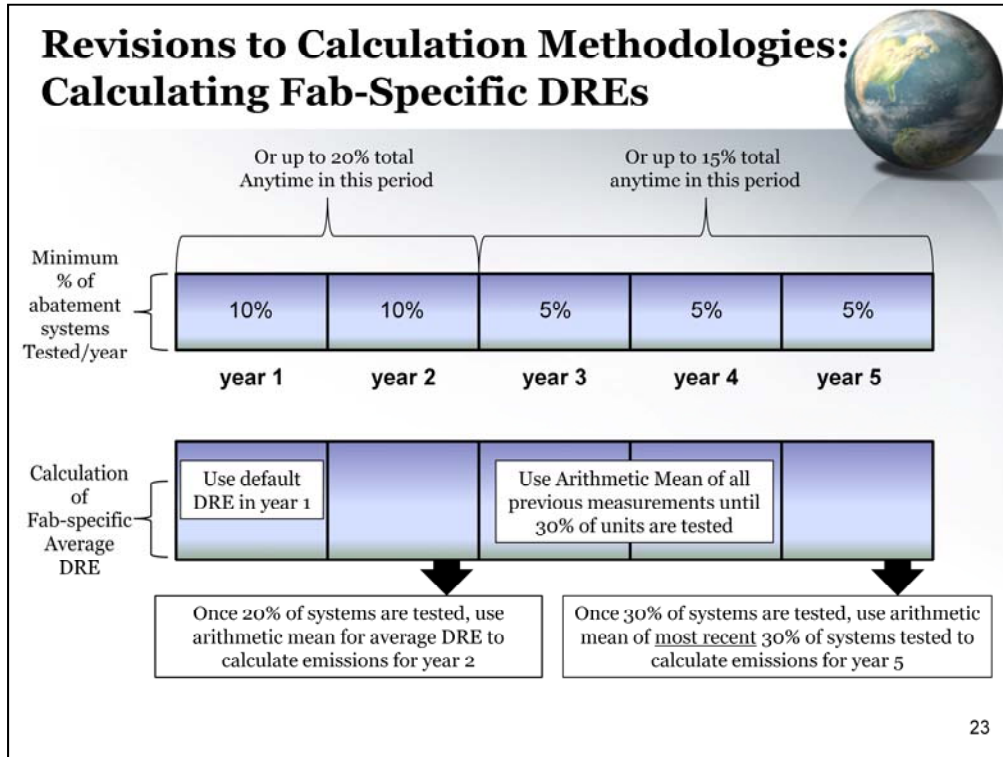 Revisions to Calculation Methodologies:
Calculating Fab-Specific DREs
Or up to 20% total
Anytime in this period
Or up to 15% total
anytime in this period
Minimum
% of
abatement
systems
Tested/year
10%
10%
5%
5%
5%
year 1
year 2
year 3
year 4
year 5
Calculation
of
Fab-specific
Average
DRE
Use default
DRE in year 1
Use Arithmetic Mean of all
previous measurements until
30% of units are tested
Once 20% of systems are tested, use
arithmetic mean for average DRE to
calculate emissions for year 2
Once 30% of systems are tested, use arithmetic
mean of most recent 30% of systems tested to
calculate emissions for year 5
23